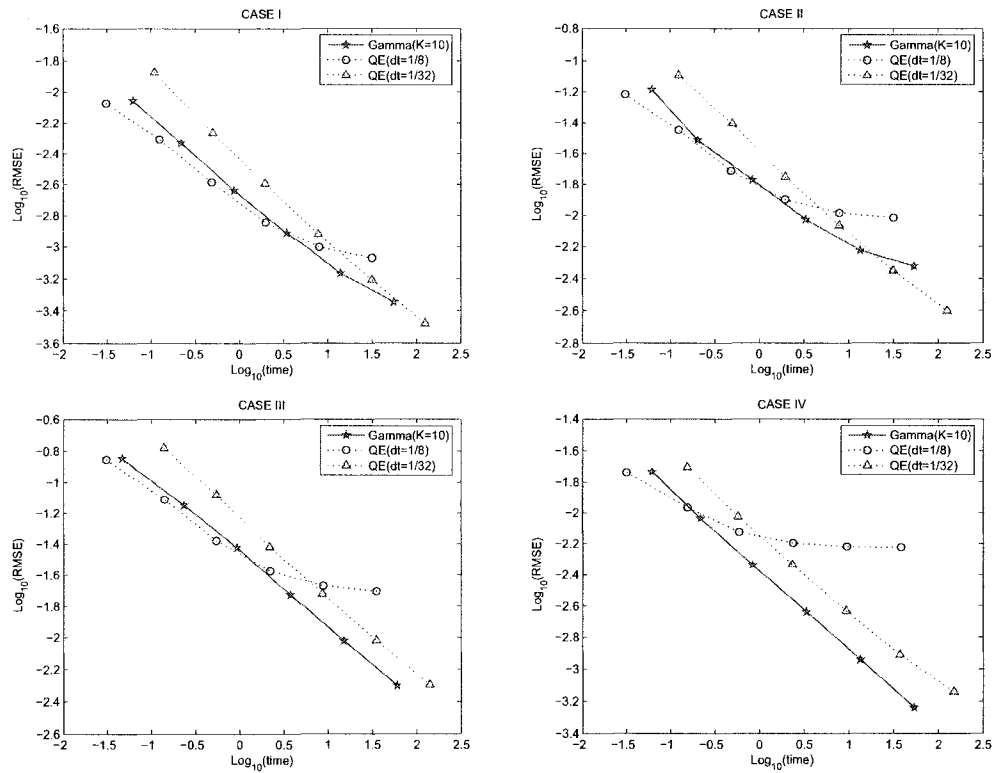 CASE I
Gamma(K=10)
QE(dt=1/8)
QE(dt=1/32)
−1.6
−1.8
−2
−2.2
−2.4
−2.6
−2.8
−3
−3.2
−3.4
−3.6
Log10(RMSE)
−2 −1.5 −1 −0.5 0 0.5 1 1.5 2 2.5
Log10(time)
CASE II
Gamma(K=10)
QE(dt=1/8)
QE(dt=1/32)
−0.8
−1
−1.2
−1.4
−1.6
−1.8
−2
−2.2
−2.4
−2.6
−2.8
Log10(RMSE)
−2 −1.5 −1 −0.5 0 0.5 1 1.5 2 2.5
Log10(time)
CASE III
Gamma(K=10)
QE(dt=1/8)
QE(dt=1/32)
−0.6
−0.8
−1
−1.2
−1.4
−1.6
−1.8
−2
−2.2
−2.4
−2.6
Log10(RMSE)
−2 −1.5 −1 −0.5 0 0.5 1 1.5 2 2.5
Log10(time)
CASE IV
Gamma(K=10)
QE(dt=1/8)
QE(dt=1/32)
−1.4
−1.6
−1.8
−2
−2.2
−2.4
−2.6
−2.8
−3
−3.2
−3.4
Log10(RMSE)
−2 −1.5 −1 −0.5 0 0.5 1 1.5 2 2.5
Log10(time)